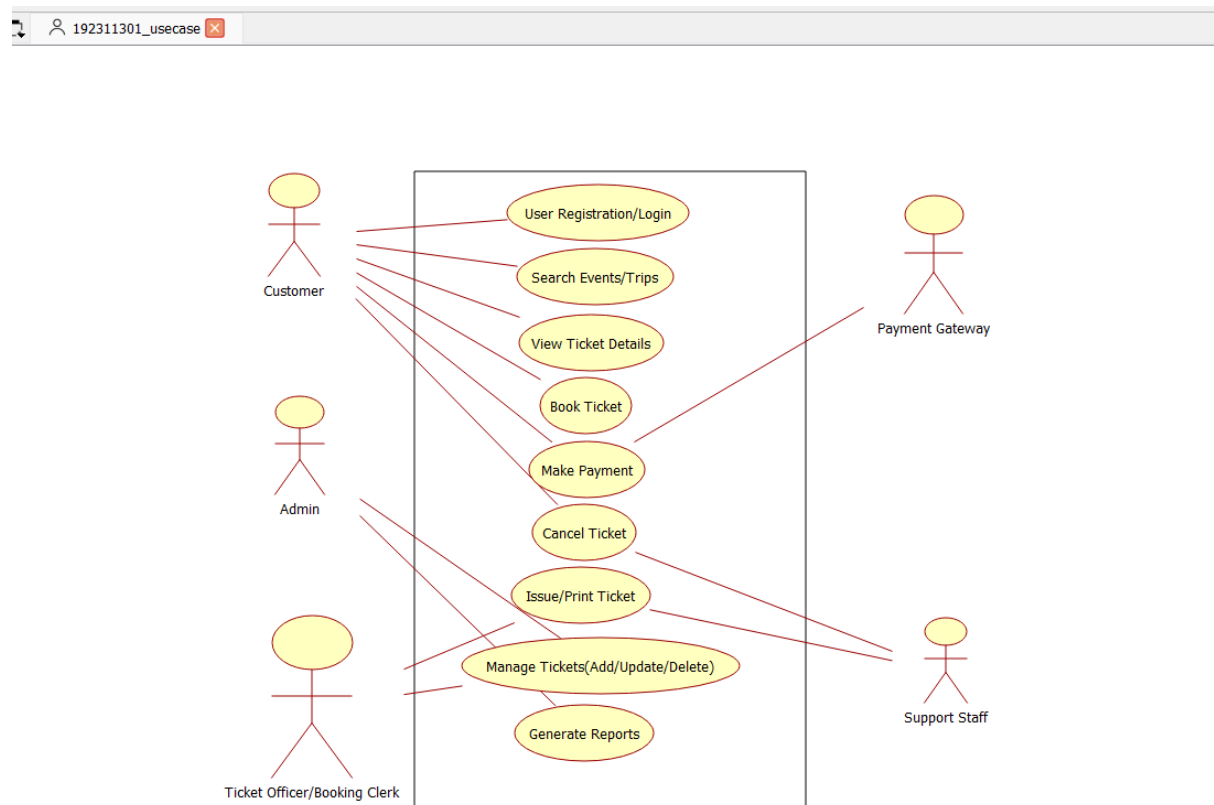 192311301_usecase
User Registration/Login
Search Events/Trips
Customer
Payment Gateway
View Ticket Details
Book Ticket
Make Payment
Admin
Cancel Ticket
Issue/Print Ticket
Manage Tickets(Add/Update/Delete)
Support Staff
Generate Reports
Ticket Officer/Booking Clerk